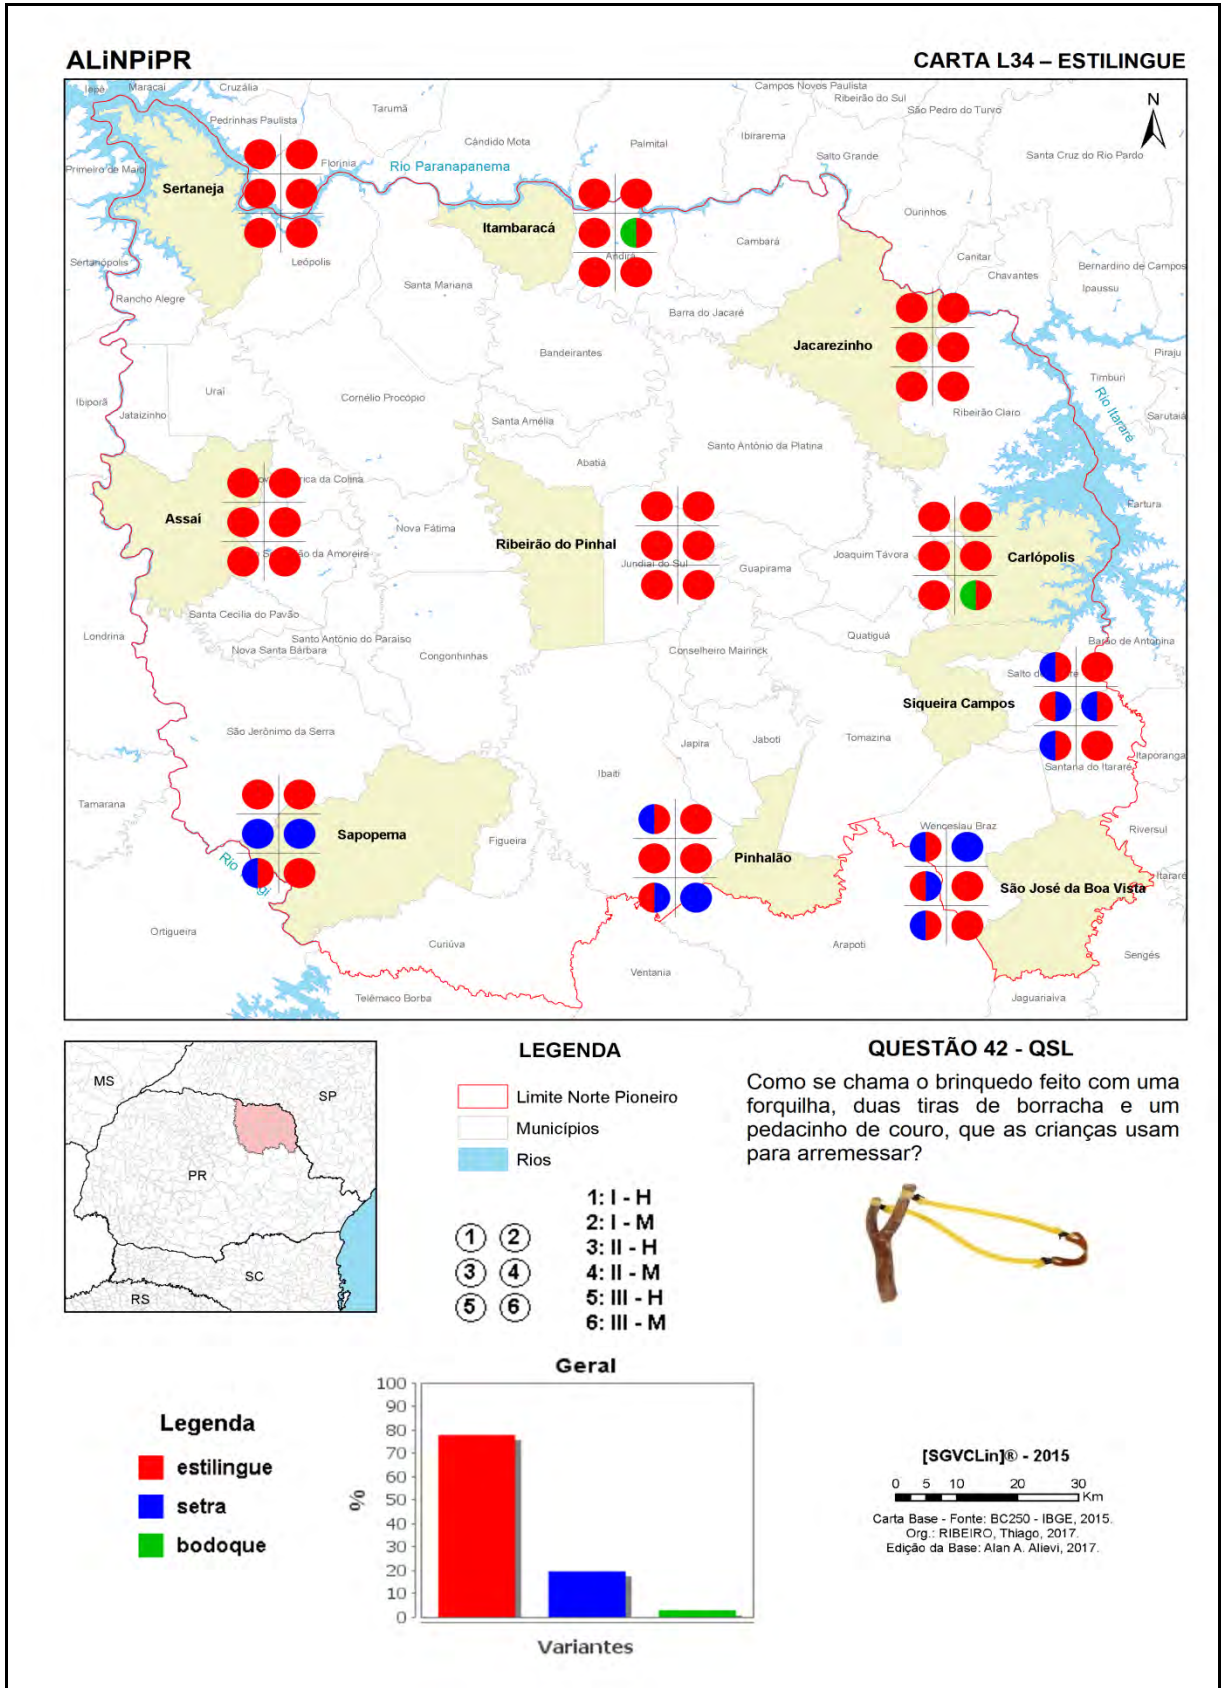 ALiNPiPR
CARTA L34 – ESTILINGUE
Iepê
Maracaí
Cruzália
Pedrinhas Paulista
Tarumã
Florínia
Cândido Mota
Palmital
Campos Novos Paulista
Ribeirão do Sul
São Pedro do Turvo
Ibirarema
Salto Grande
Santa Cruz do Rio Pardo
N
Rio Paranapanema
Sertaneja
Itambaracá
Andirá
Cambará
Ourinhos
Canitar
Chavantes
Bernardino de Campos
Ipaussu
Sertanópolis
Leópolis
Rancho Alegre
Santa Mariana
Barra do Jacaré
Jacarezinho
Bandeirantes
Piraju
Timburi
Rio Itararé
Sarutaiá
Uraí
Ibiporã
Jataizinho
Cornélio Procópio
Santa Amélia
Ribeirão Claro
Santo Antônio da Platina
Abatiá
Assaí
Nova Fátima
Ribeirão do Pinhal
Jundiaí do Sul
Guapirama
Joaquim Távora
Carlópolis
Fartura
Santa Cecília do Pavão
Londrina
Nova Santa Bárbara
Santo Antônio do Paraíso
Congonhinhas
Conselheiro Mairinck
Quatiguá
Barão de Antonina
Siqueira Campos
São Jerônimo da Serra
Japira
Jaboti
Tomazina
Itaporanga
Santana do Itararé
Ibaiti
Tamarana
Sapopema
Figueira
Pinhalão
Wenceslau Braz
Riversul
São José da Boa Vista
Itararé
Ortigueira
Curiúva
Ventania
Arapoti
Sengés
Telêmaco Borba
Jaguariaíva
MS
SP
PR
SC
RS
LEGENDA
Limite Norte Pioneiro
Municípios
Rios
1 2
3 4
5 6
1: I - H
2: I - M
3: II - H
4: II - M
5: III - H
6: III - M
QUESTÃO 42 - QSL
Como se chama o brinquedo feito com uma
forquilha, duas tiras de borracha e um
pedacinho de couro, que as crianças usam
para arremessar?
Legenda
estilingue
setra
bodoque
Geral
100
90
80
70
60
50
40
30
20
10
0
%
Variantes
[SGVCLin]® - 2015
0 5 10 20 30
Km
Carta Base - Fonte: BC250 - IBGE, 2015.
Org.: RIBEIRO, Thiago, 2017.
Edição da Base: Alan A. Alievi, 2017.